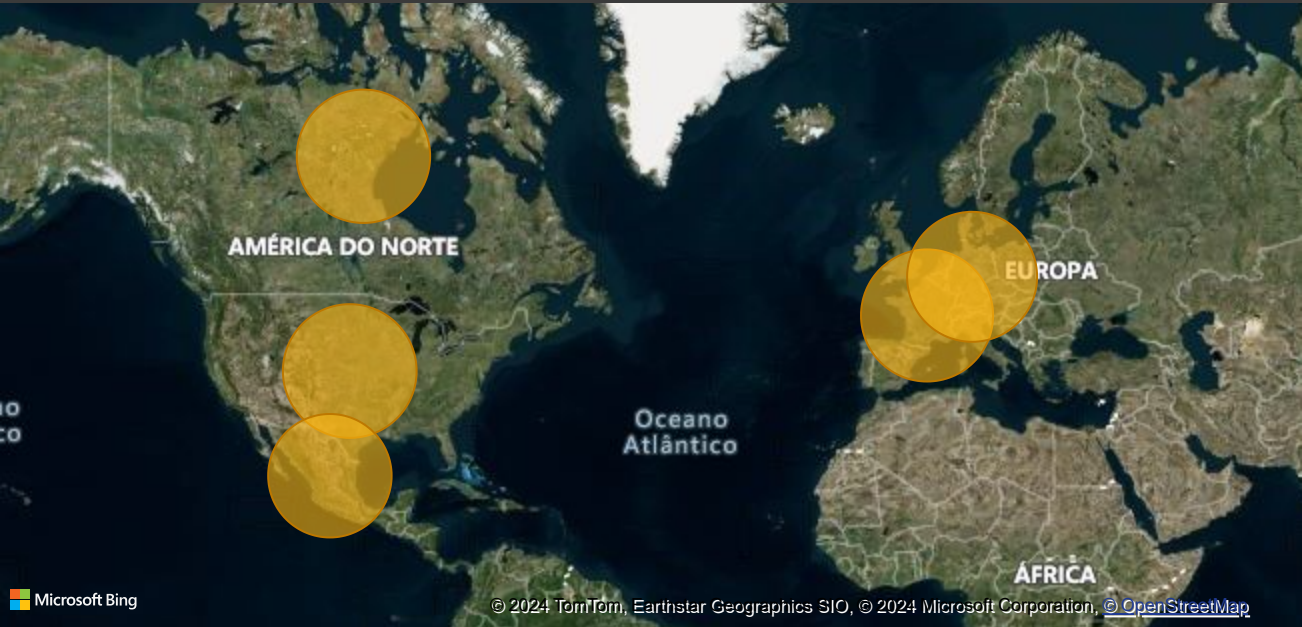 AMÉRICA DO NORTE
EUROPA
Oceano
Atlântico
ÁFRICA
Microsoft Bing
© 2024 TomTom, Earthstar Geographics SIO, © 2024 Microsoft Corporation, © OpenStreetMap